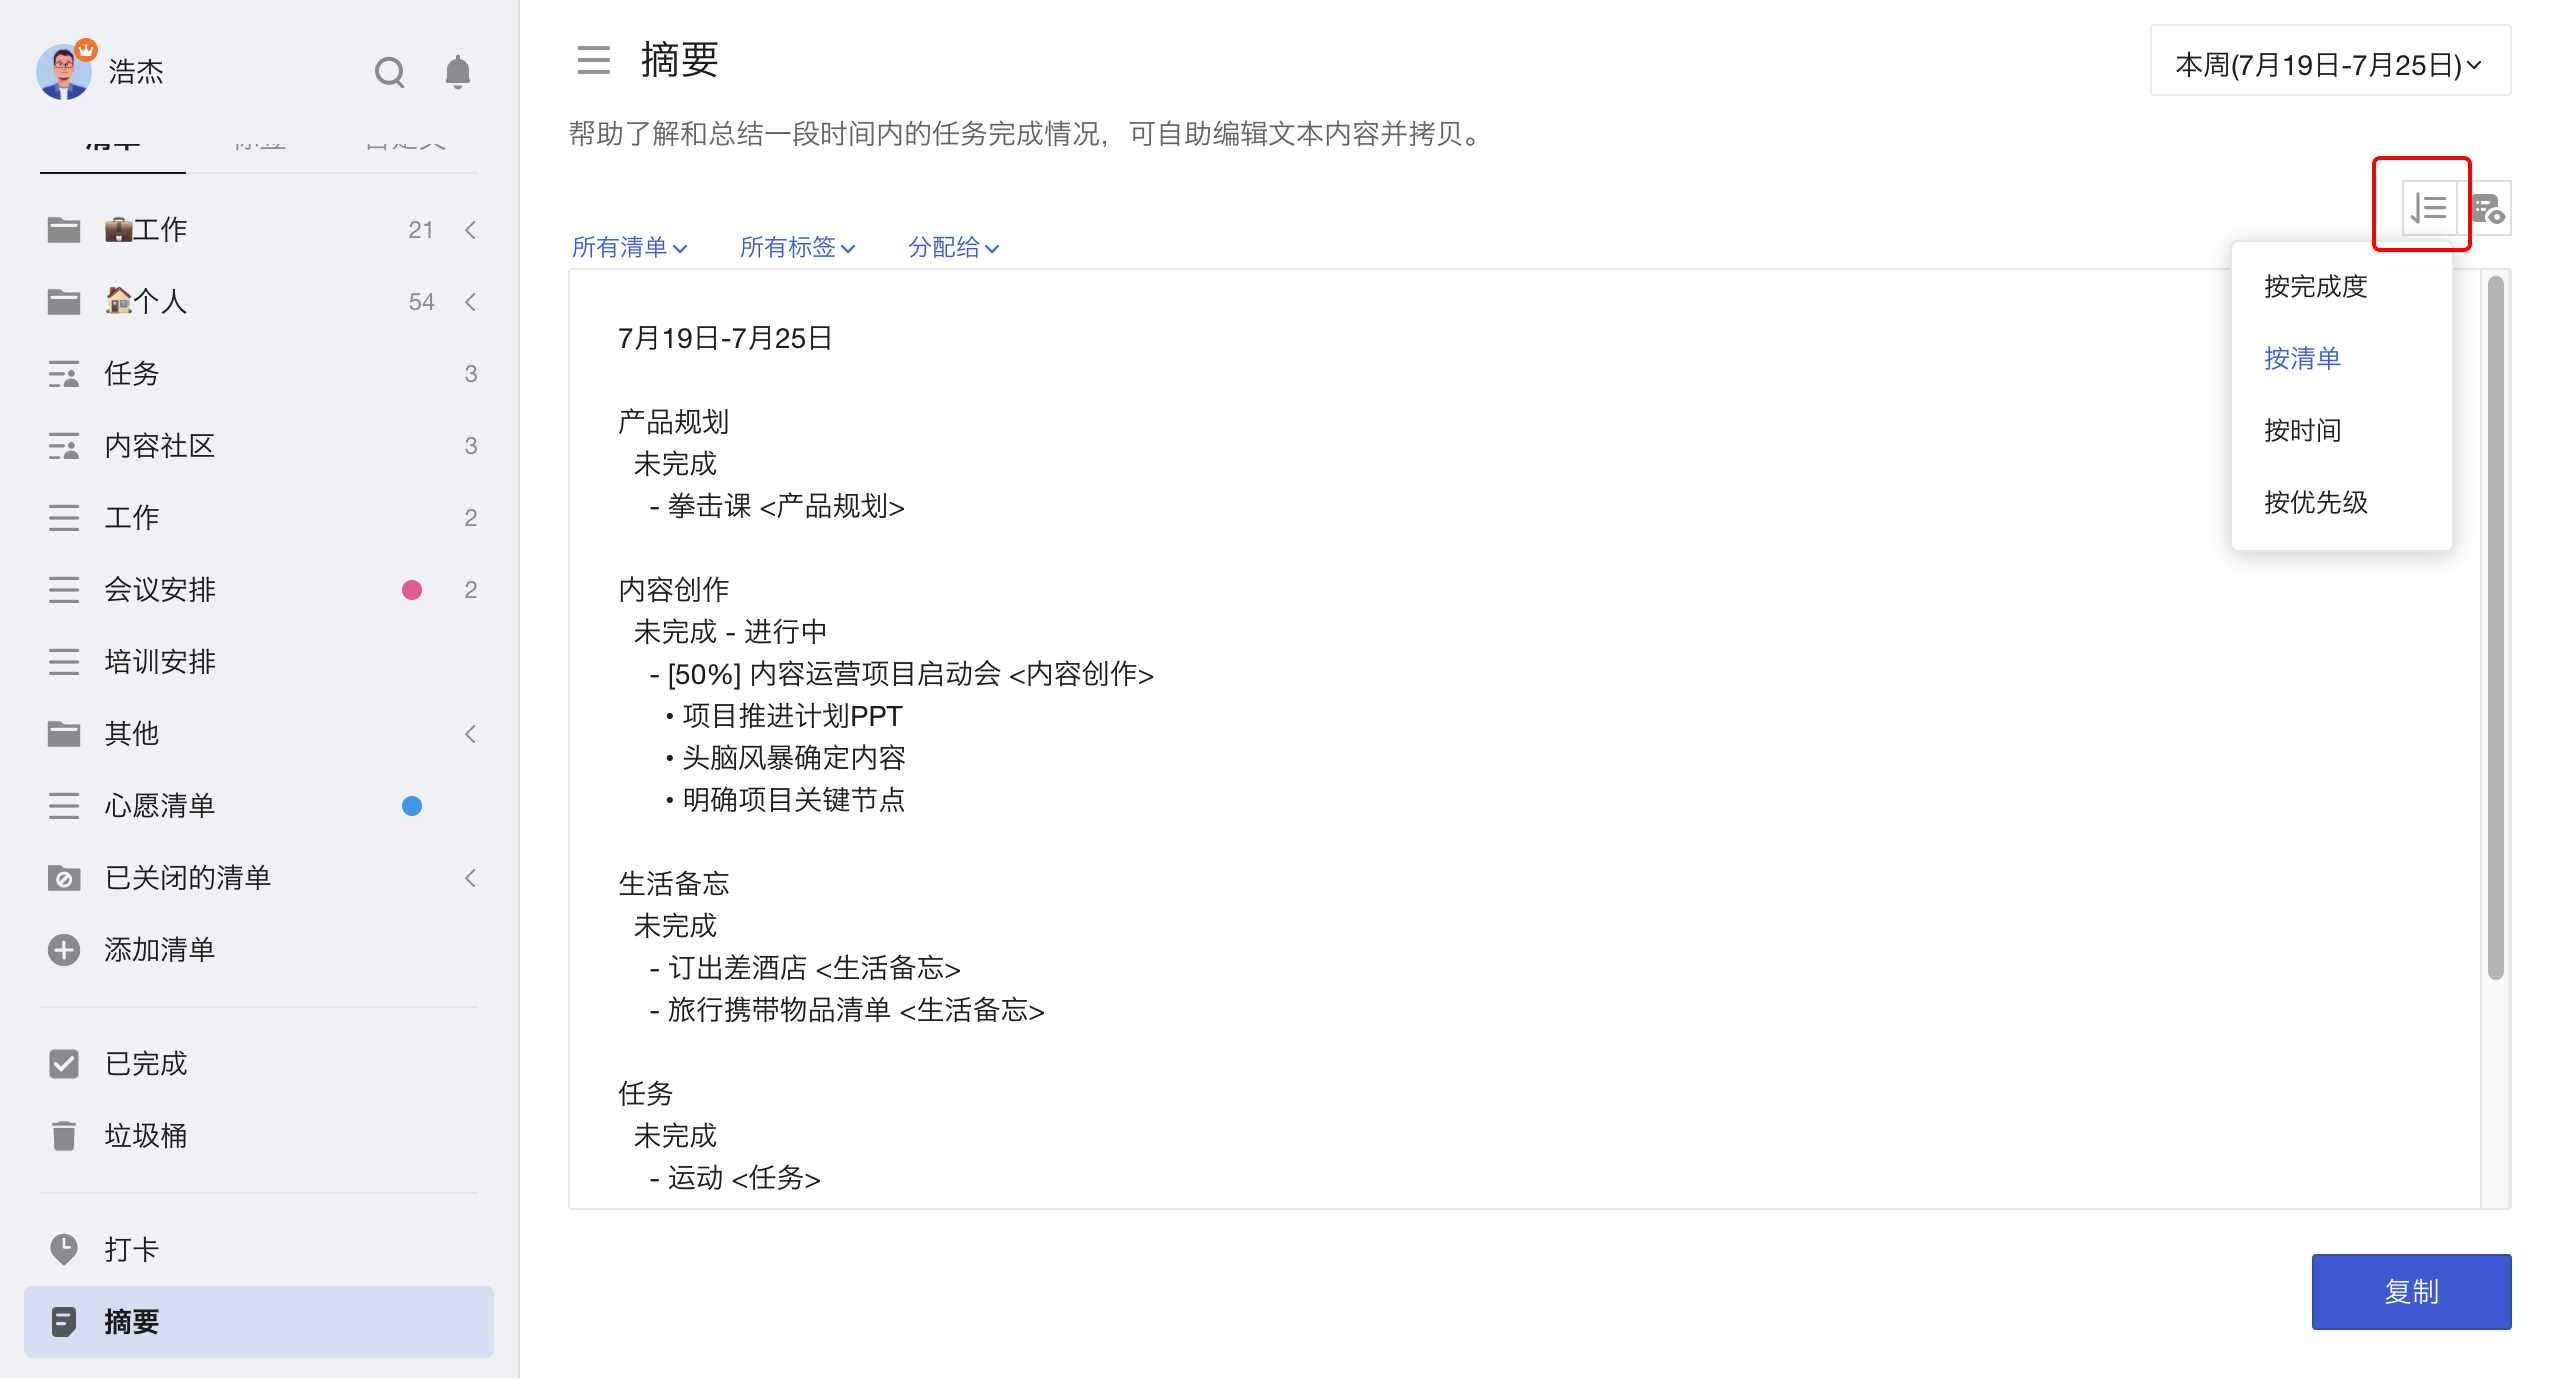 浩杰
清单 标签 自定义
工作 21
个人 54
任务 3
内容社区 3
工作 2
会议安排 2
培训安排
其他
心愿清单
已关闭的清单
添加清单
已完成
垃圾桶
打卡
摘要
摘要
本周(7月19日-7月25日)
帮助了解和总结一段时间内的任务完成情况，可自助编辑文本内容并拷贝。
所有清单 所有标签 分配给
按完成度
按清单
按时间
按优先级
7月19日-7月25日
产品规划
未完成
- 拳击课 <产品规划>
内容创作
未完成 - 进行中
- [50%] 内容运营项目启动会 <内容创作>
• 项目推进计划PPT
• 头脑风暴确定内容
• 明确项目关键节点
生活备忘
未完成
- 订出差酒店 <生活备忘>
- 旅行携带物品清单 <生活备忘>
任务
未完成
- 运动 <任务>
复制